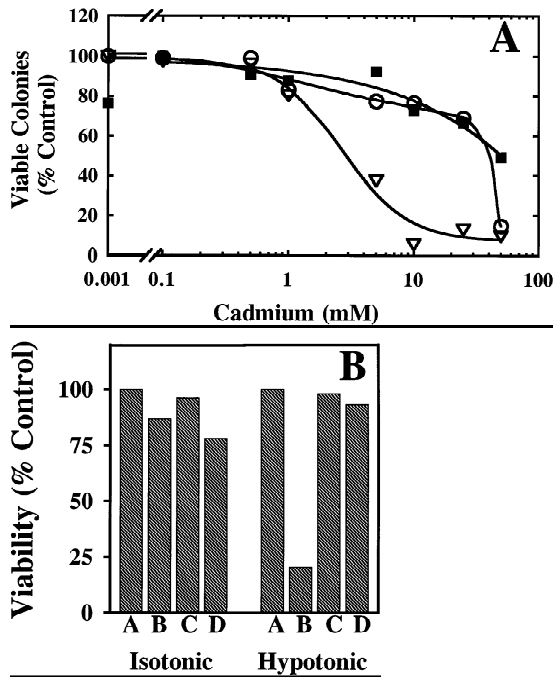 A
Viable Colonies
(% Control)
120
100
80
60
40
20
0
0.001 0.1 1 10 100
Cadmium (mM)
B
Viability (% Control)
100
75
50
25
0
A B C D A B C D
Isotonic Hypotonic